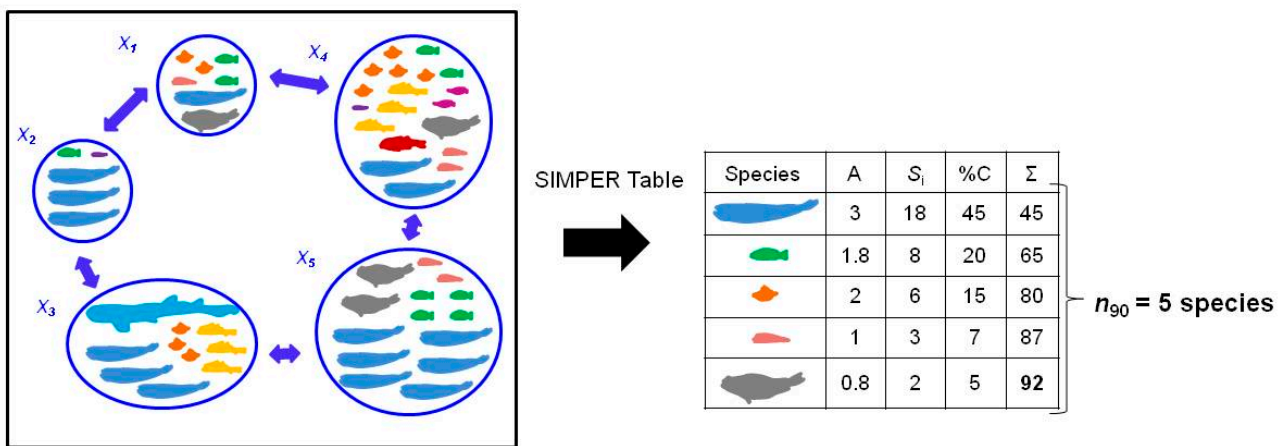 X1
X4
X2
X5
X3
SIMPER Table
Species A Si %C Σ
3 18 45 45
1.8 8 20 65
2 6 15 80
1 3 7 87
0.8 2 5 92
n90 = 5 species